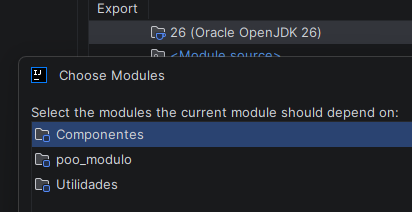 Export
26 (Oracle OpenJDK 26)
<Module source>
IJ
Choose Modules
Select the modules the current module should depend on:
Componentes
poo_modulo
Utilidades